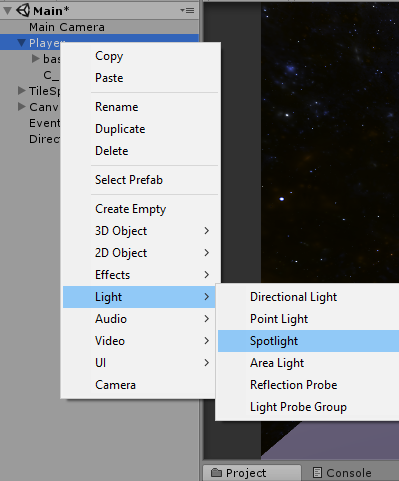 Main*
Main Camera
Player
bas
C_
TileSp
Canv
Event
Direc
Copy
Paste
Rename
Duplicate
Delete
Select Prefab
Create Empty
3D Object
2D Object
Effects
Light
Audio
Video
UI
Camera
Directional Light
Point Light
Spotlight
Area Light
Reflection Probe
Light Probe Group
Project
Console